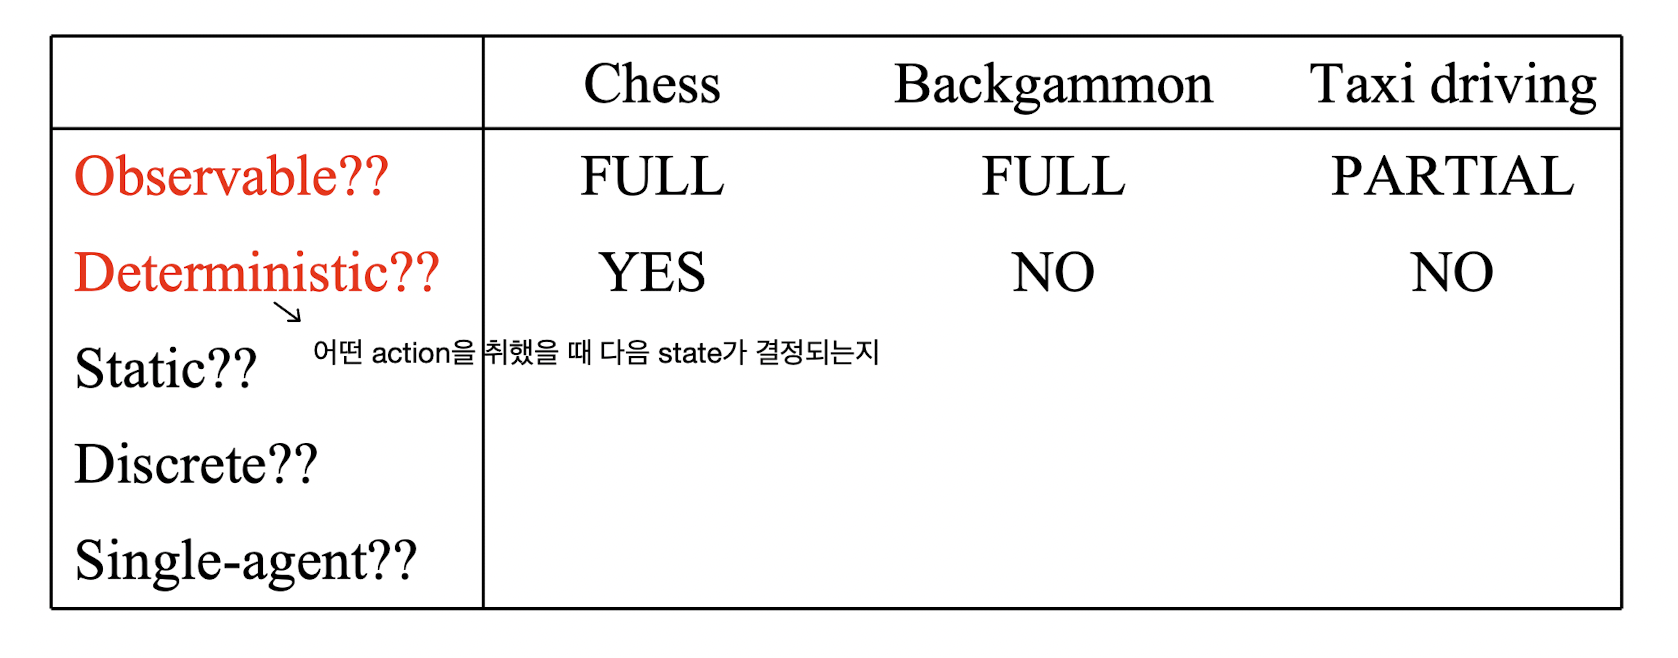 Chess Backgammon Taxi driving
Observable?? FULL FULL PARTIAL
Deterministic?? YES NO NO
어떤 action을 취했을 때 다음 state가 결정되는지
Static??
Discrete??
Single-agent??